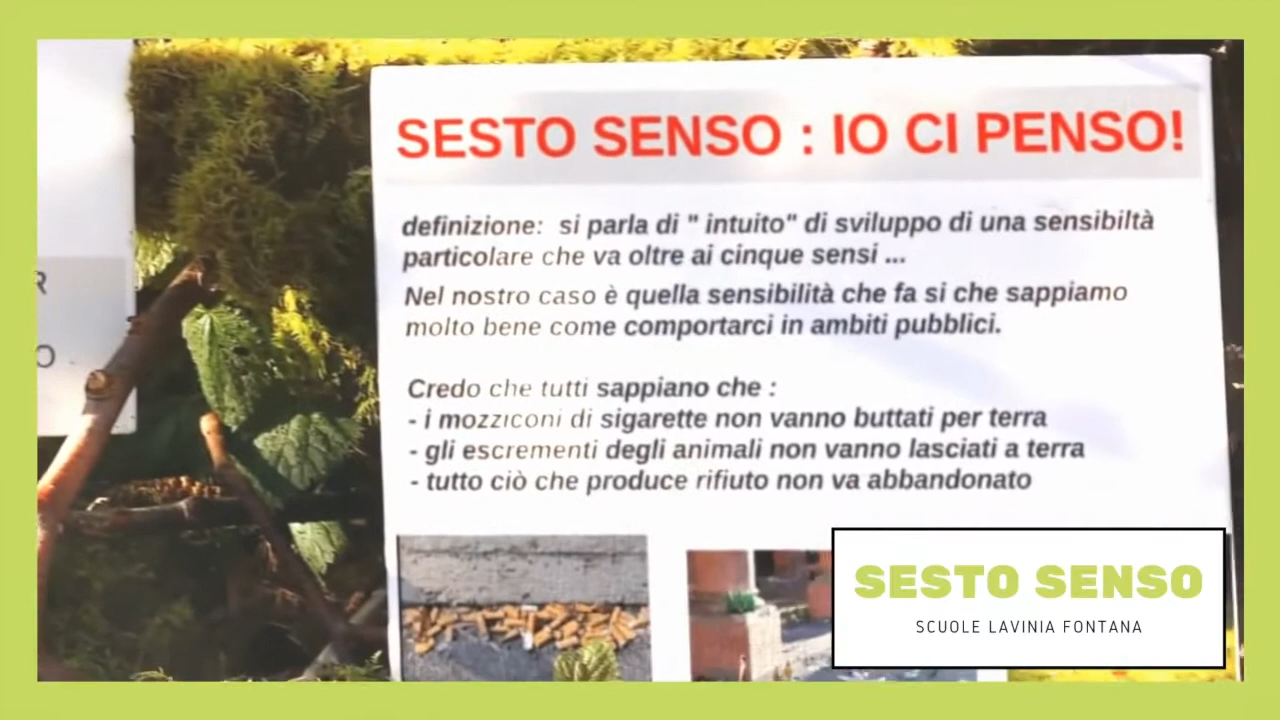 R
O
SESTO SENSO : IO CI PENSO!
definizione: si parla di " intuito" di sviluppo di una sensibiltà
particolare che va oltre ai cinque sensi ...
Nel nostro caso è quella sensibilità che fa si che sappiamo
molto bene come comportarci in ambiti pubblici.
Credo che tutti sappiano che :
- i mozziconi di sigarette non vanno buttati per terra
- gli escrementi degli animali non vanno lasciati a terra
- tutto ciò che produce rifiuto non va abbandonato
SESTO SENSO
SCUOLE LAVINIA FONTANA